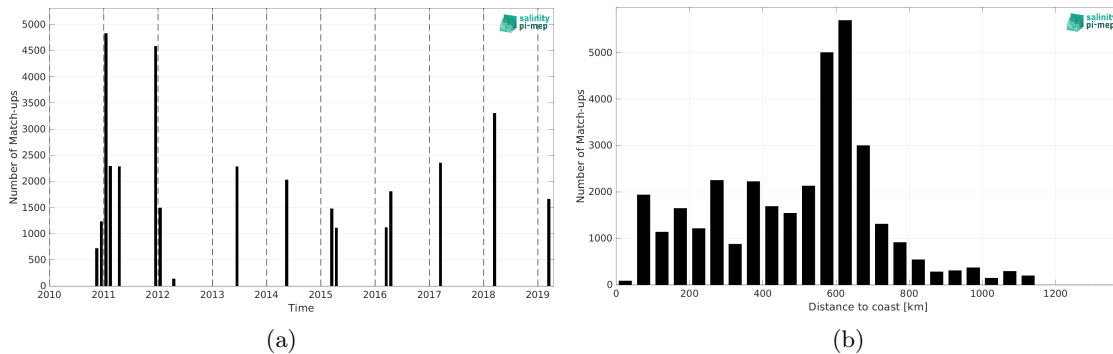 salinity
pi-mep
Number of Match-ups
5000
4500
4000
3500
3000
2500
2000
1500
1000
500
0
2010 2011 2012 2013 2014 2015 2016 2017 2018 2019
Time
(a)
salinity
pi-mep
Number of Match-ups
5000
4000
3000
2000
1000
0
0 200 400 600 800 1000 1200
Distance to coast [km]
(b)